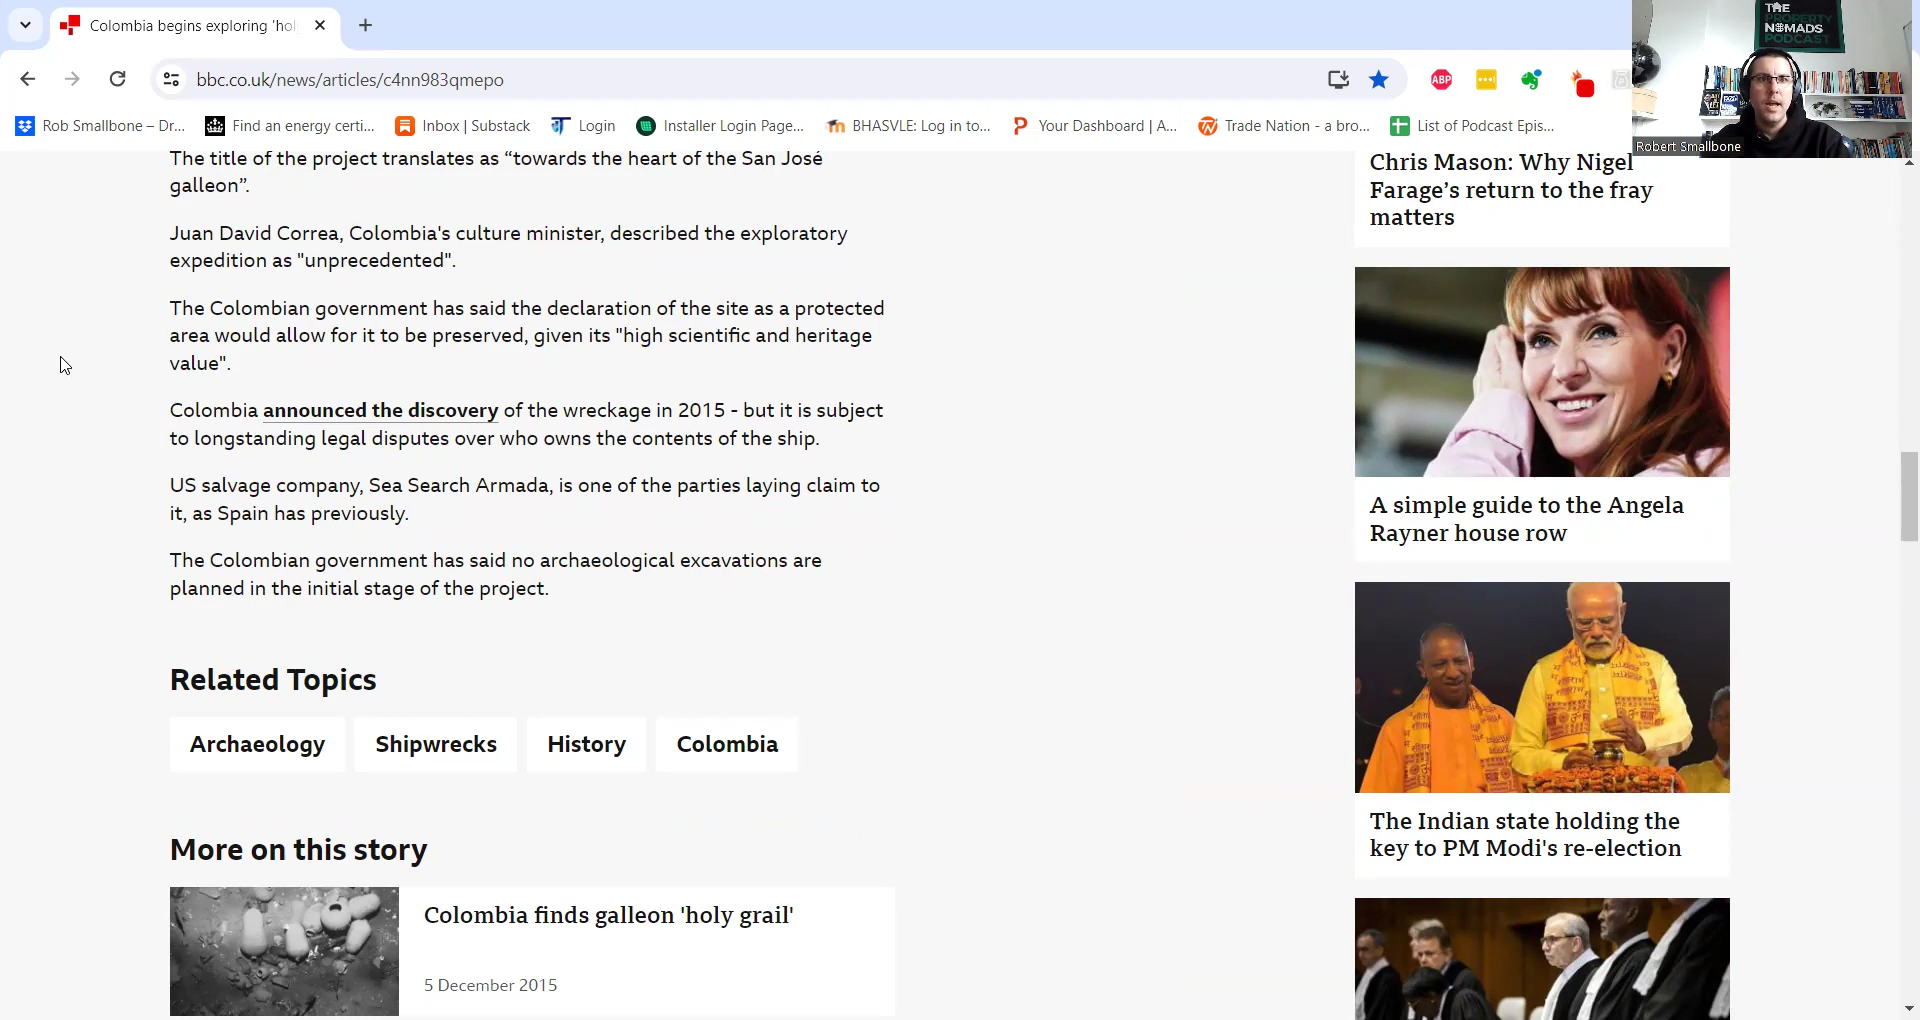 Colombia begins exploring 'hol
bbc.co.uk/news/articles/c4nn983qmepo
ABP
Rob Smallbone – Dr...
Find an energy certi...
Inbox | Substack
Login
Installer Login Page...
BHASVLE: Log in to...
Your Dashboard | A...
Trade Nation - a bro...
List of Podcast Epis...
THE
PROPERTY
NOMADS
PODCAST
Robert Smallbone
The title of the project translates as “towards the heart of the San José
galleon”.
Juan David Correa, Colombia's culture minister, described the exploratory
expedition as "unprecedented".
The Colombian government has said the declaration of the site as a protected
area would allow for it to be preserved, given its "high scientific and heritage
value".
Colombia announced the discovery of the wreckage in 2015 - but it is subject
to longstanding legal disputes over who owns the contents of the ship.
US salvage company, Sea Search Armada, is one of the parties laying claim to
it, as Spain has previously.
The Colombian government has said no archaeological excavations are
planned in the initial stage of the project.
Related Topics
Archaeology
Shipwrecks
History
Colombia
More on this story
Colombia finds galleon 'holy grail'
5 December 2015
Chris Mason: Why Nigel
Farage’s return to the fray
matters
A simple guide to the Angela
Rayner house row
The Indian state holding the
key to PM Modi's re-election